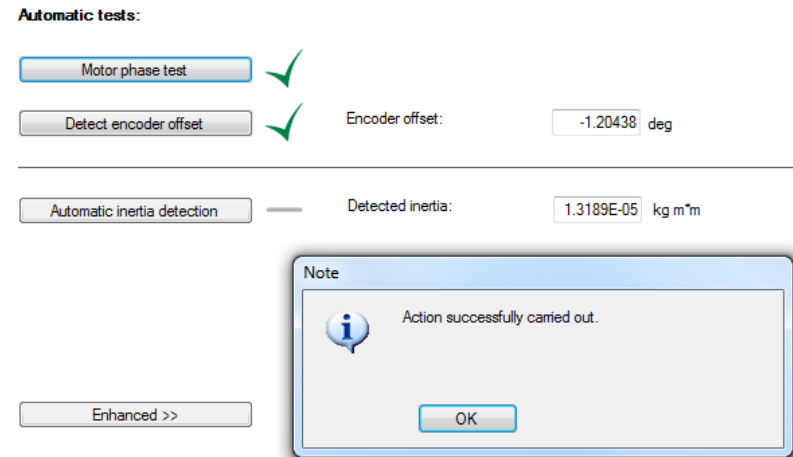 Automatic tests:
Motor phase test
Detect encoder offset
Encoder offset:
-1.20438 deg
Automatic inertia detection
Detected inertia:
1.3189E-05 kg m*m
Note
Action successfully carried out.
OK
Enhanced >>